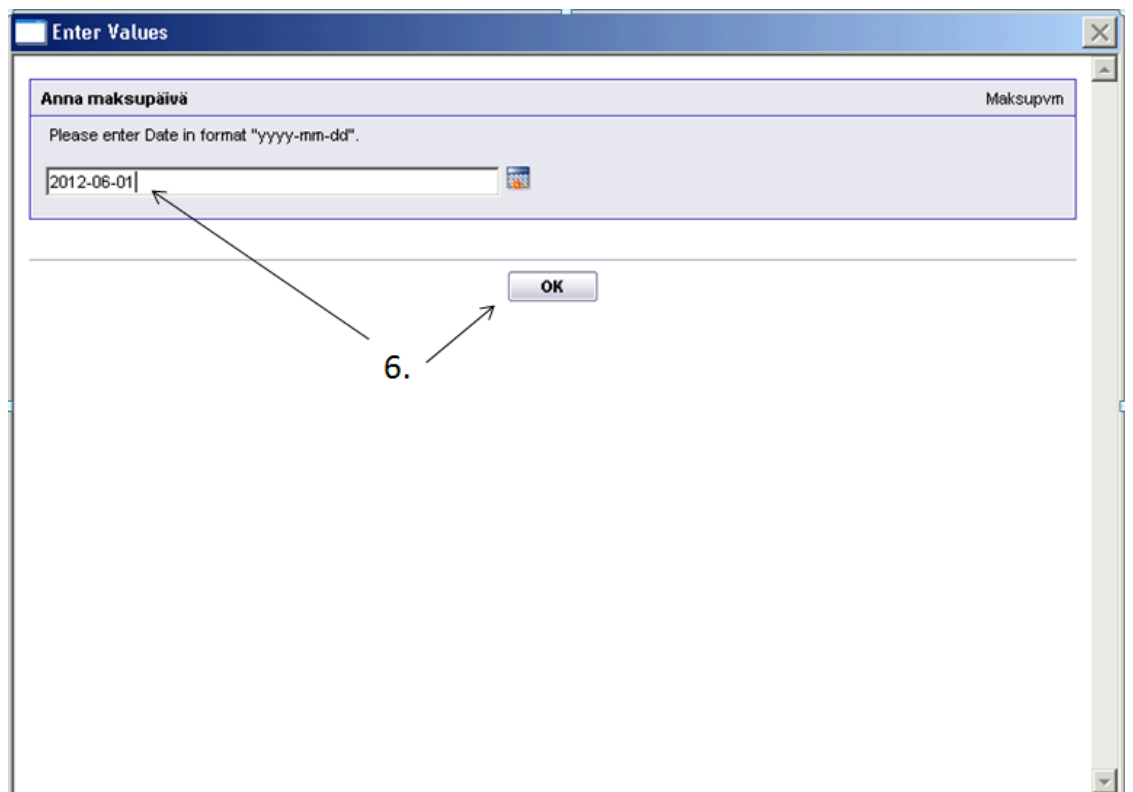 Enter Values
Anna maksupäivä Maksupvm
Please enter Date in format "yyyy-mm-dd".
2012-06-01
OK
6.